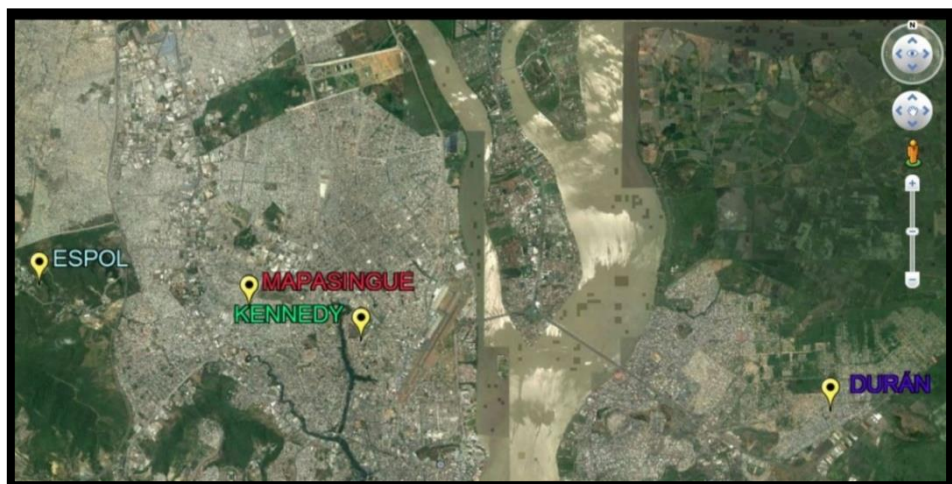 N
ESPOL
MAPASINGUE
KENNEDY
DURÁN